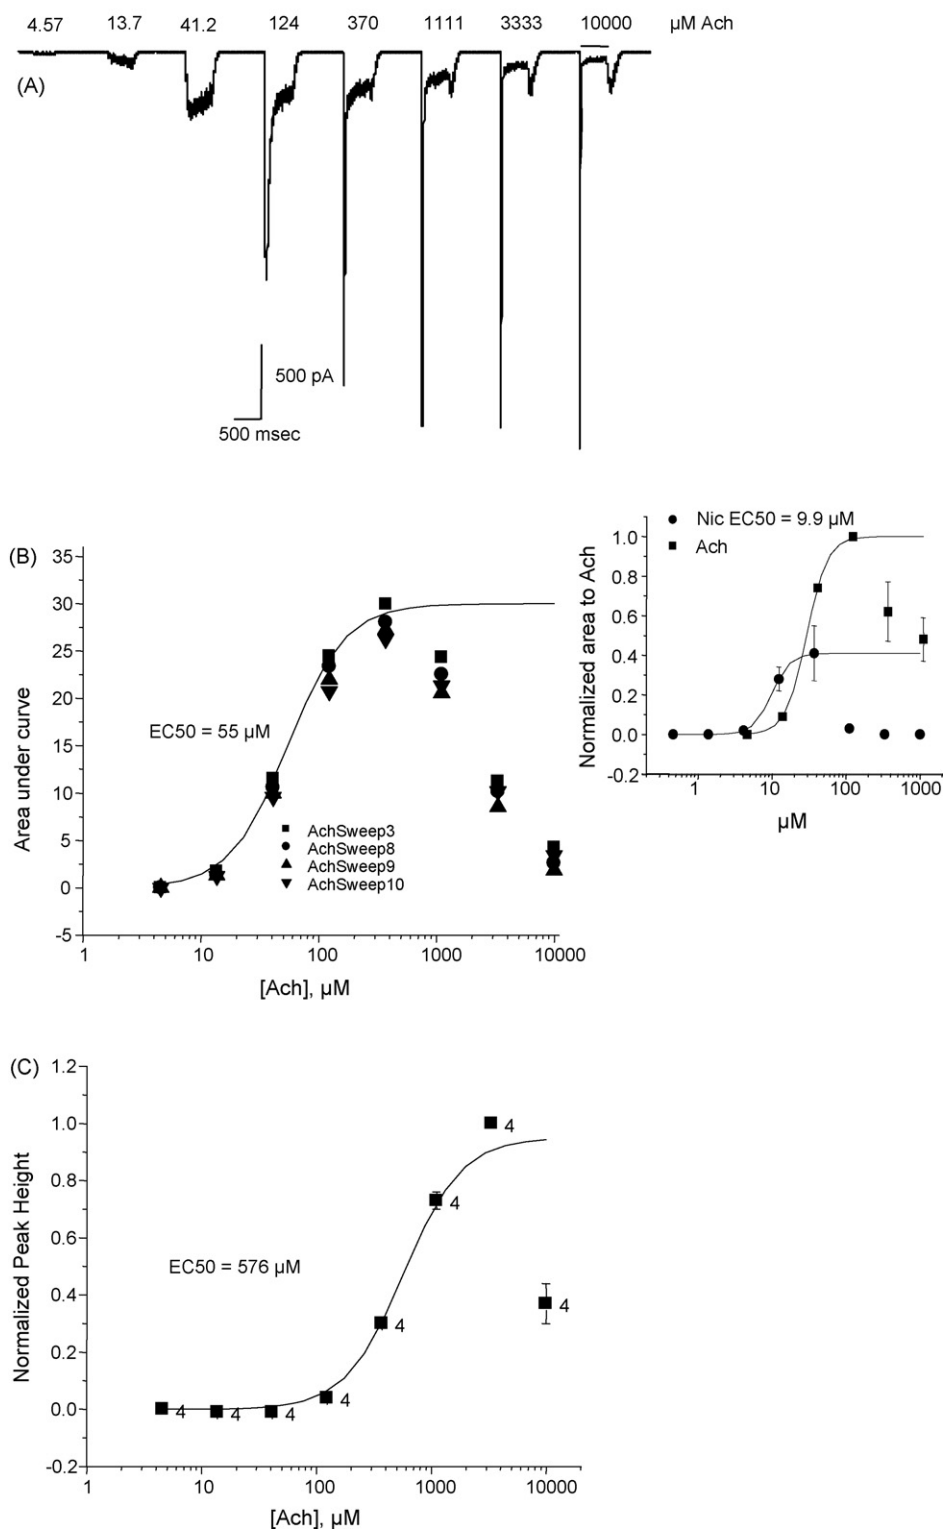 4.57 13.7 41.2 124 370 1111 3333 10000 µM Ach
(A)
500 pA
500 msec
(B)
Area under curve
35
30
25
20
15
10
5
0
-5
EC50 = 55 µM
AchSweep3
AchSweep8
AchSweep9
AchSweep10
1 10 100 1000 10000
[Ach], µM
Nic EC50 = 9.9 µM
Ach
Normalized area to Ach
1.0
0.8
0.6
0.4
0.2
0.0
-0.2
1 10 100 1000
µM
(C)
Normalized Peak Height
1.2
1.0
0.8
0.6
0.4
0.2
0.0
-0.2
EC50 = 576 µM
4 4 4 4 4 4 4 4
1 10 100 1000 10000
[Ach], µM